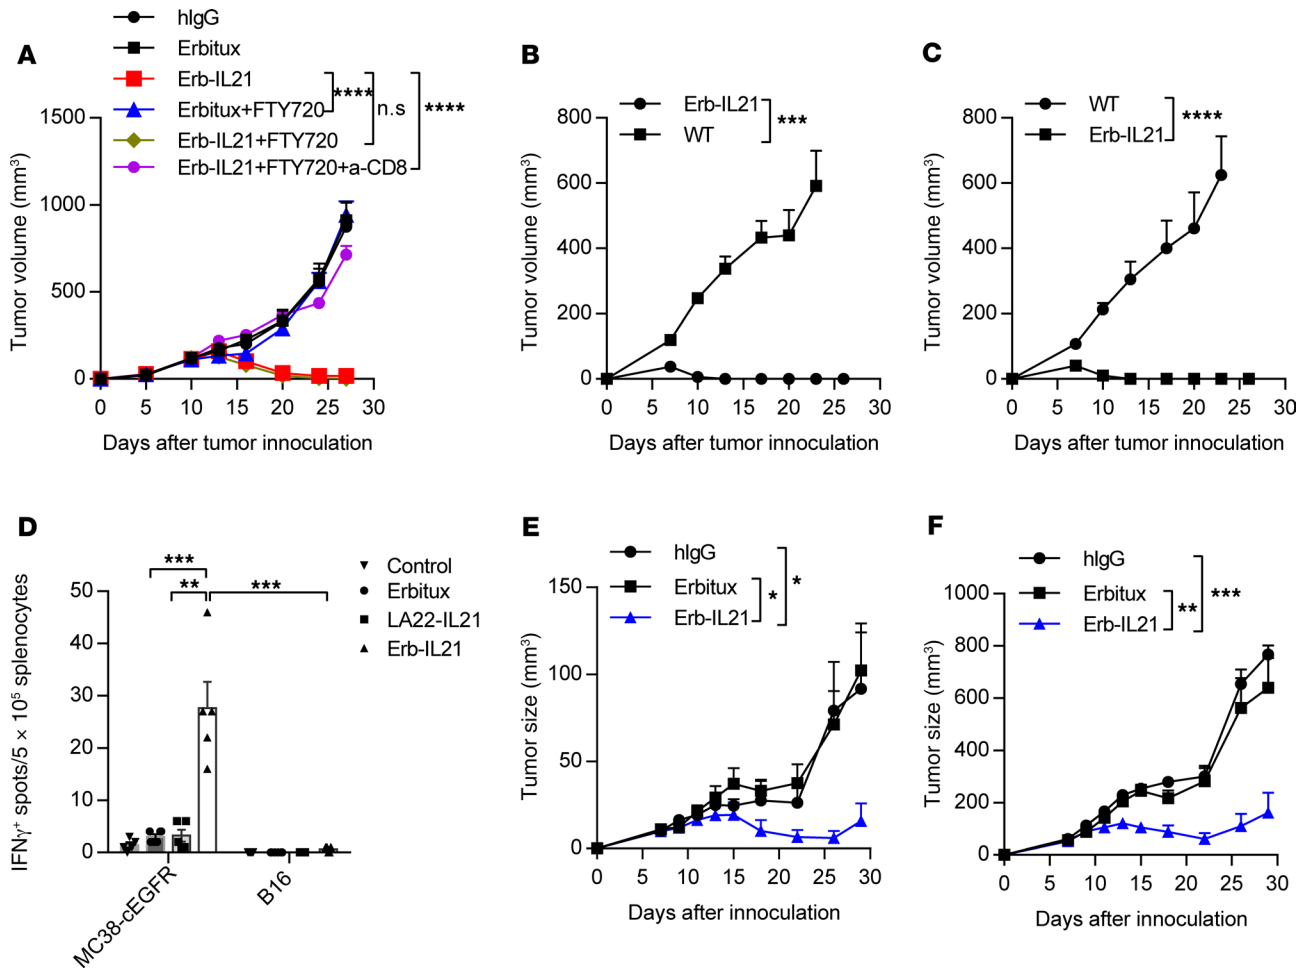 A
hIgG
Erbitux
Erb-IL21
Erbitux+FTY720
Erb-IL21+FTY720
Erb-IL21+FTY720+a-CD8
****
n.s
****
Tumor volume (mm³)
1500
1000
500
0
0 5 10 15 20 25 30
Days after tumor innoculation
B
Erb-IL21
WT
***
Tumor volume (mm³)
800
600
400
200
0
0 5 10 15 20 25 30
Days after tumor innoculation
C
WT
Erb-IL21
****
Tumor volume (mm³)
800
600
400
200
0
0 5 10 15 20 25 30
Days after tumor innoculation
D
***
**
***
Control
Erbitux
LA22-IL21
Erb-IL21
IFNγ⁺ spots/5 × 10⁵ splenocytes
50
40
30
20
10
0
MC38-cEGFR
B16
E
hIgG
Erbitux
Erb-IL21
*
*
Tumor size (mm³)
150
100
50
0
0 5 10 15 20 25 30
Days after innoculation
F
hIgG
Erbitux
Erb-IL21
**
***
Tumor size (mm³)
1000
800
600
400
200
0
0 5 10 15 20 25 30
Days after innoculation